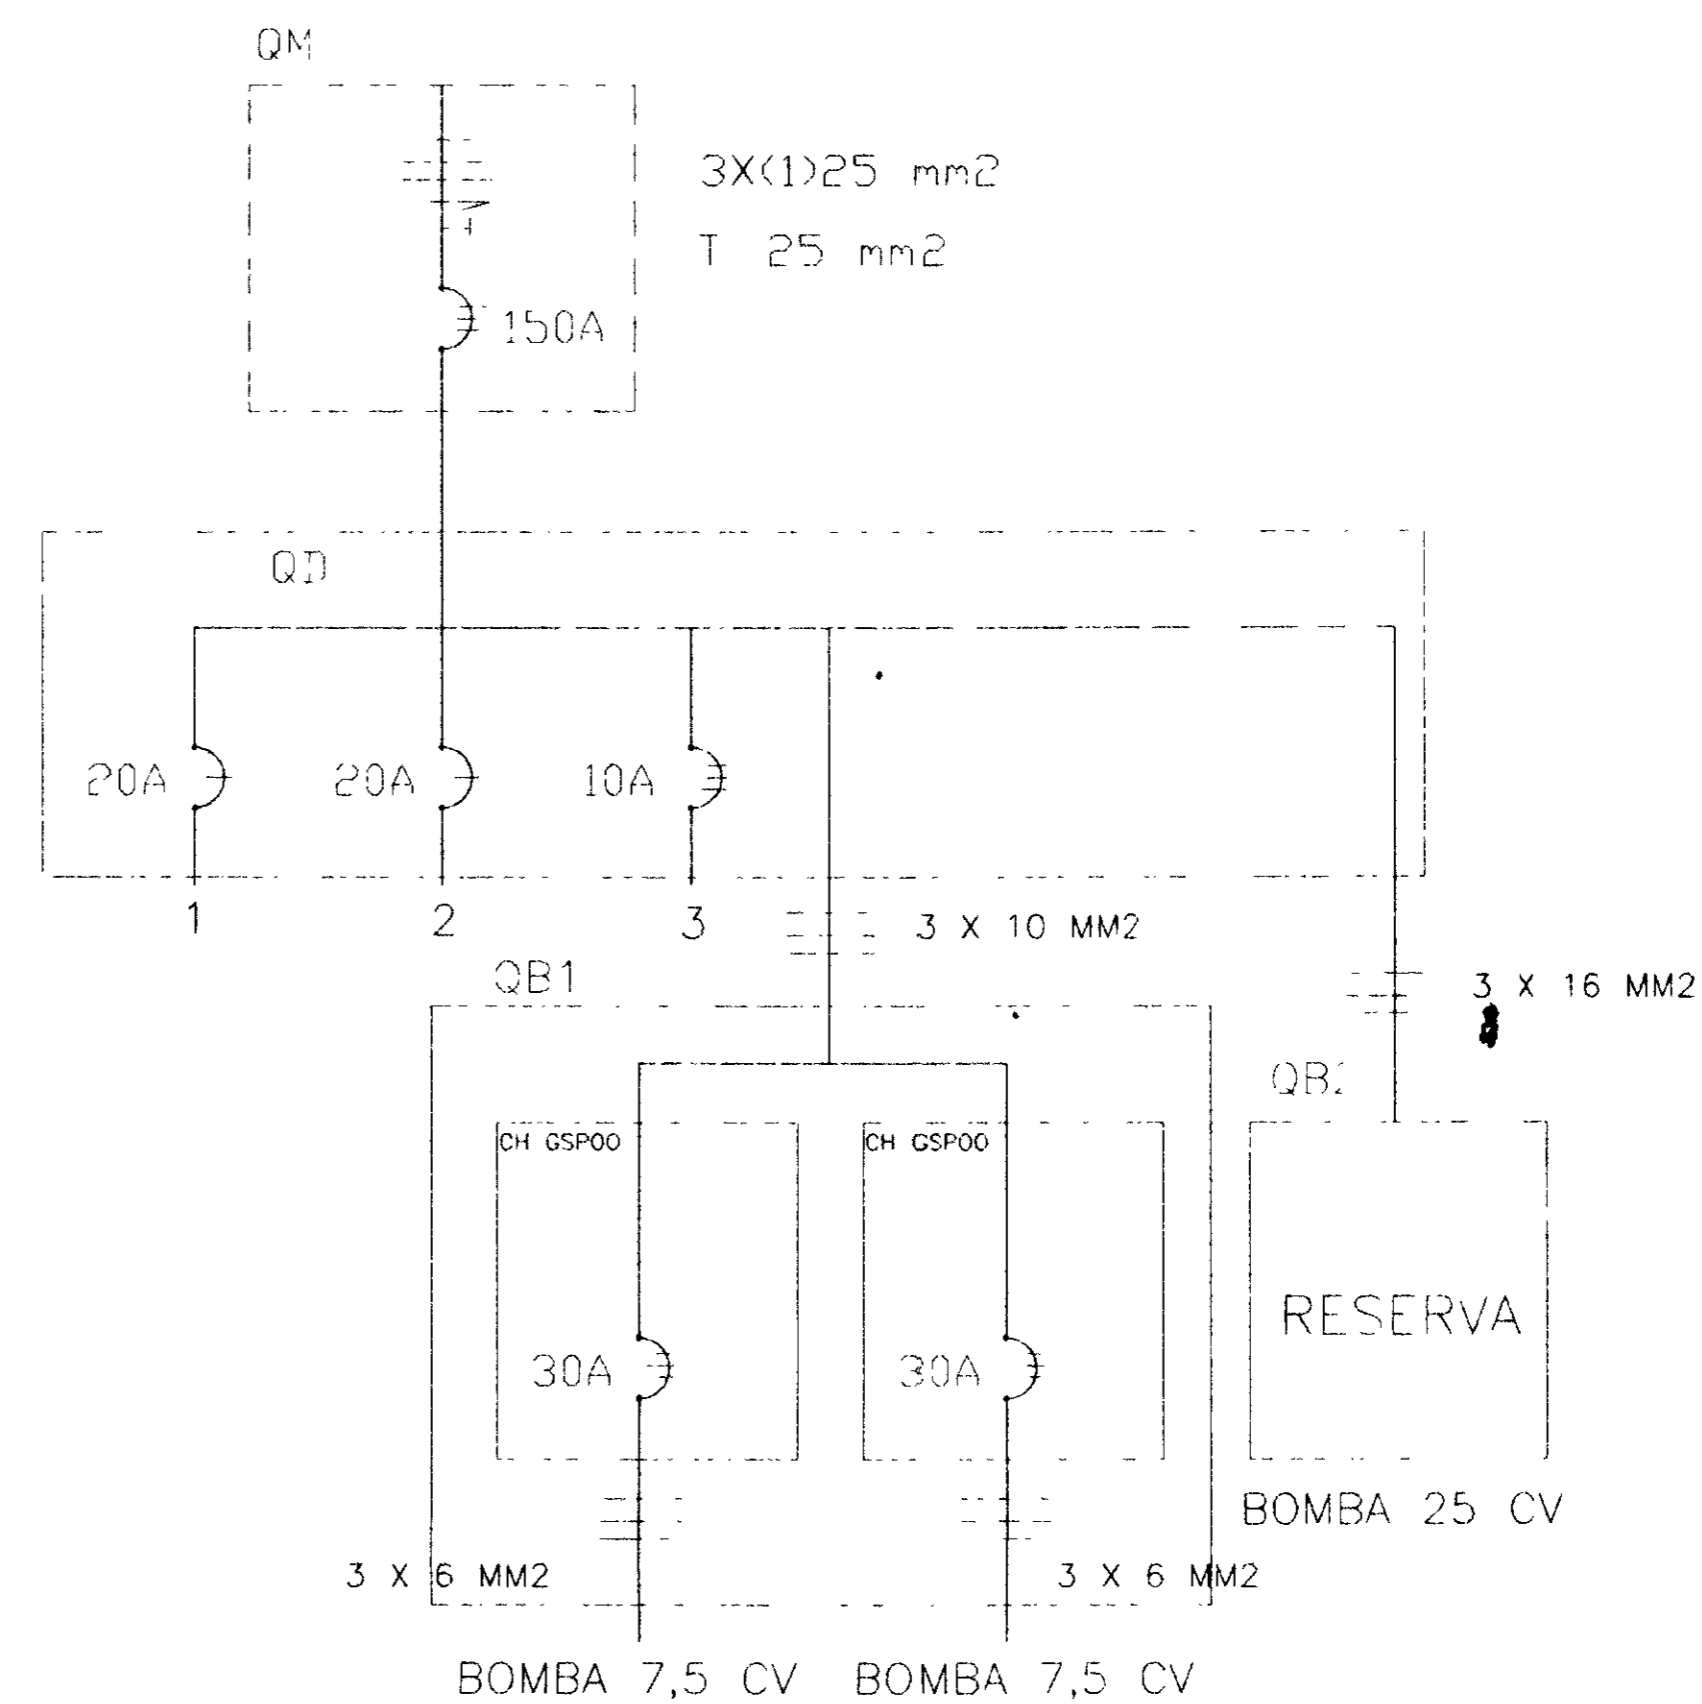 QM
3X(1)25 mm2
T 25 mm2
150A
QD
20A
20A
10A
1
2
3
3 X 10 MM2
QB1
3 X 16 MM2
QB2
CH GSP00
CH GSP00
RESERVA
30A
30A
BOMBA 25 CV
3 X 6 MM2
3 X 6 MM2
BOMBA 7,5 CV
BOMBA 7,5 CV